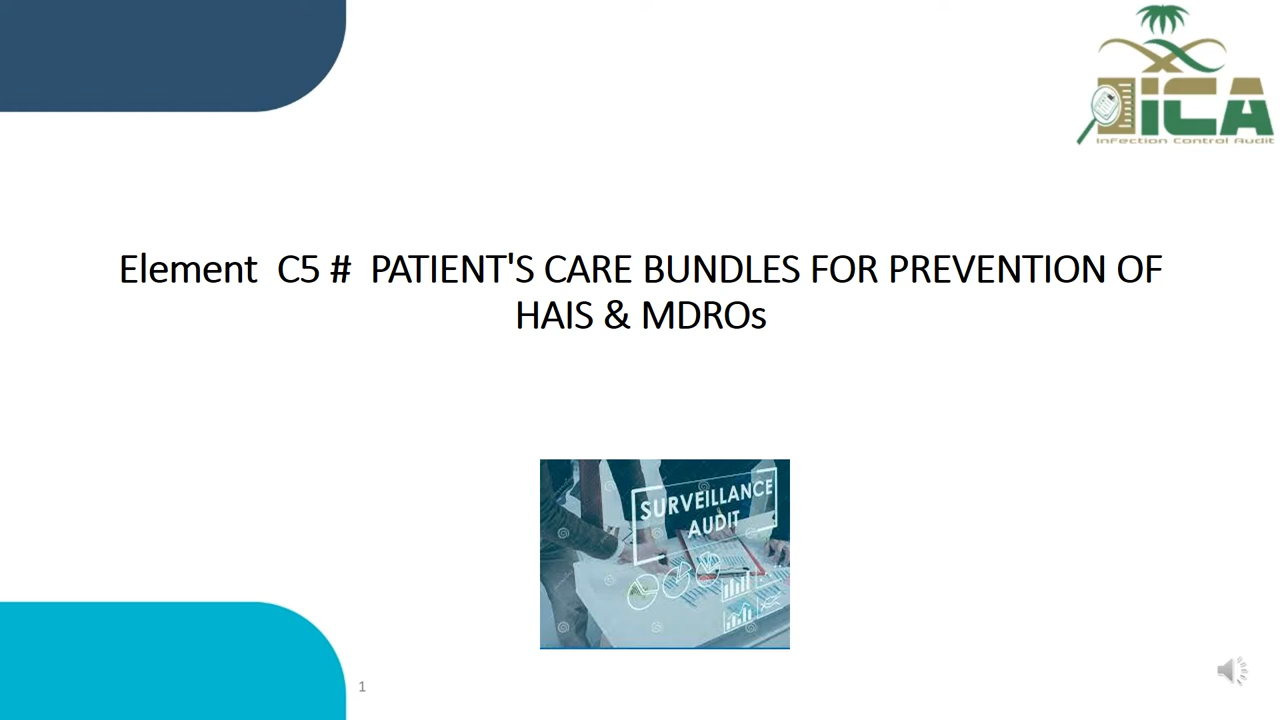 iCA
Infection Control Audit
Element C5 # PATIENT'S CARE BUNDLES FOR PREVENTION OF
HAIS & MDROs
SURVEILLANCE
AUDIT
1